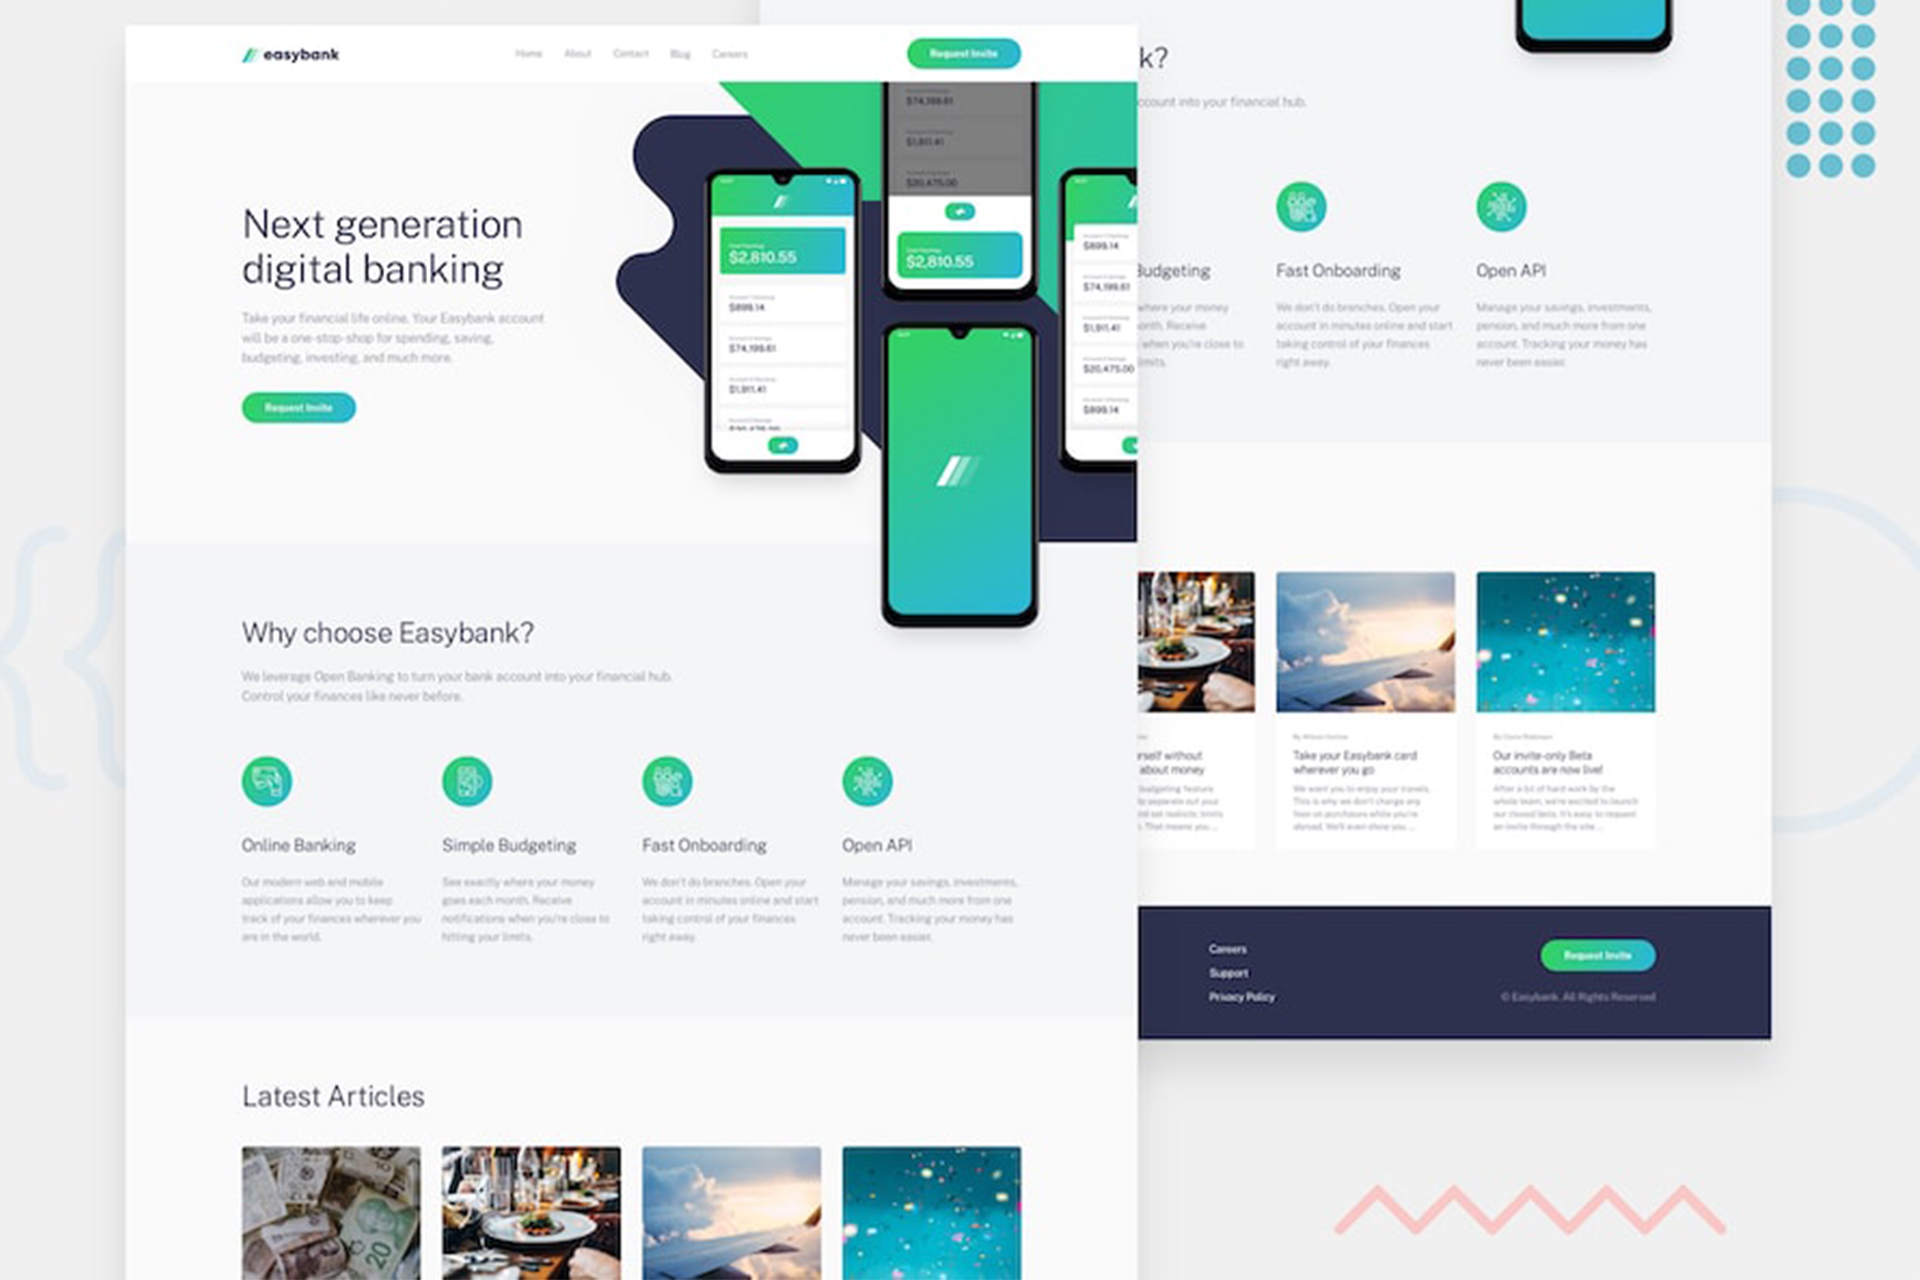 easybank
Home
About
Contact
Blog
Careers
Request Invite
Next generation
digital banking
Take your financial life online. Your Easybank account
will be a one-stop-shop for spending, saving,
budgeting, investing, and much more.
Request Invite
$2,810.55
$899.14
$74,199.61
$1,911.41
$74,199.61
$1,911.41
$20,475.00
$2,810.55
$899.14
$74,199.61
$1,911.41
$20,475.00
$899.14
Why choose Easybank?
We leverage Open Banking to turn your bank account into your financial hub.
Control your finances like never before.
Online Banking
Our modern web and mobile
applications allow you to keep
track of your finances wherever you
are in the world.
Simple Budgeting
See exactly where your money
goes each month. Receive
notifications when you're close to
hitting your limits.
Fast Onboarding
We don't do branches. Open your
account in minutes online and start
taking control of your finances
right away.
Open API
Manage your savings, investments,
pension, and much more from one
account. Tracking your money has
never been easier.
Latest Articles
20
k?
ccount into your financial hub.
Budgeting
where your money
onth. Receive
when you're close to
limits.
Fast Onboarding
We don't do branches. Open your
account in minutes online and start
taking control of your finances
right away.
Open API
Manage your savings, investments,
pension, and much more from one
account. Tracking your money has
never been easier.
rself without
about money
budgeting feature
to separate out your
nd set realistic limits
. That means you ...
Take your Easybank card
wherever you go
We want you to enjoy your travels.
This is why we don't charge any
fees on purchases while you're
abroad. We'll even show you ...
Our invite-only Beta
accounts are now live!
After a lot of hard work by the
whole team, we're excited to launch
our closed beta. It's easy to request
an invite through the site ...
Careers
Support
Privacy Policy
Request Invite
© Easybank. All Rights Reserved